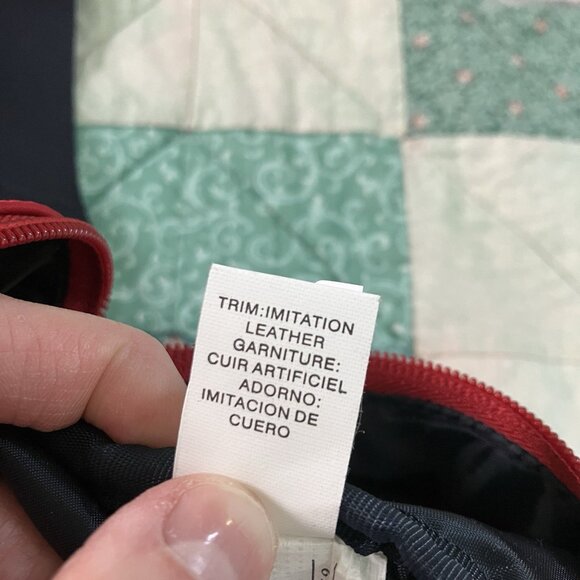 TRIM:IMITATION
LEATHER
GARNITURE:
CUIR ARTIFICIEL
ADORNO:
IMITACION DE
CUERO